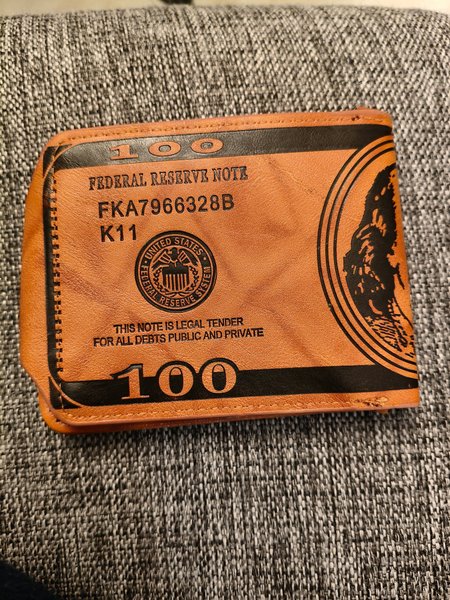 100
FEDERAL RESERVE NOTE
FKA7966328B
K11
UNITED STATES
FEDERAL RESERVE SYSTEM
THIS NOTE IS LEGAL TENDER
FOR ALL DEBTS PUBLIC AND PRIVATE
100